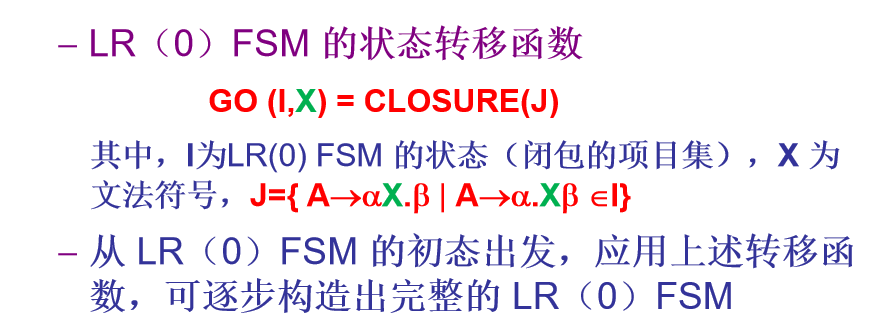 – LR（0）FSM 的状态转移函数
GO (I,X) = CLOSURE(J)
其中，I为LR(0) FSM 的状态（闭包的项目集），X 为
文法符号，J={ A→αX.β | A→α.Xβ ∈I}
– 从 LR（0）FSM 的初态出发，应用上述转移函
数，可逐步构造出完整的 LR（0）FSM